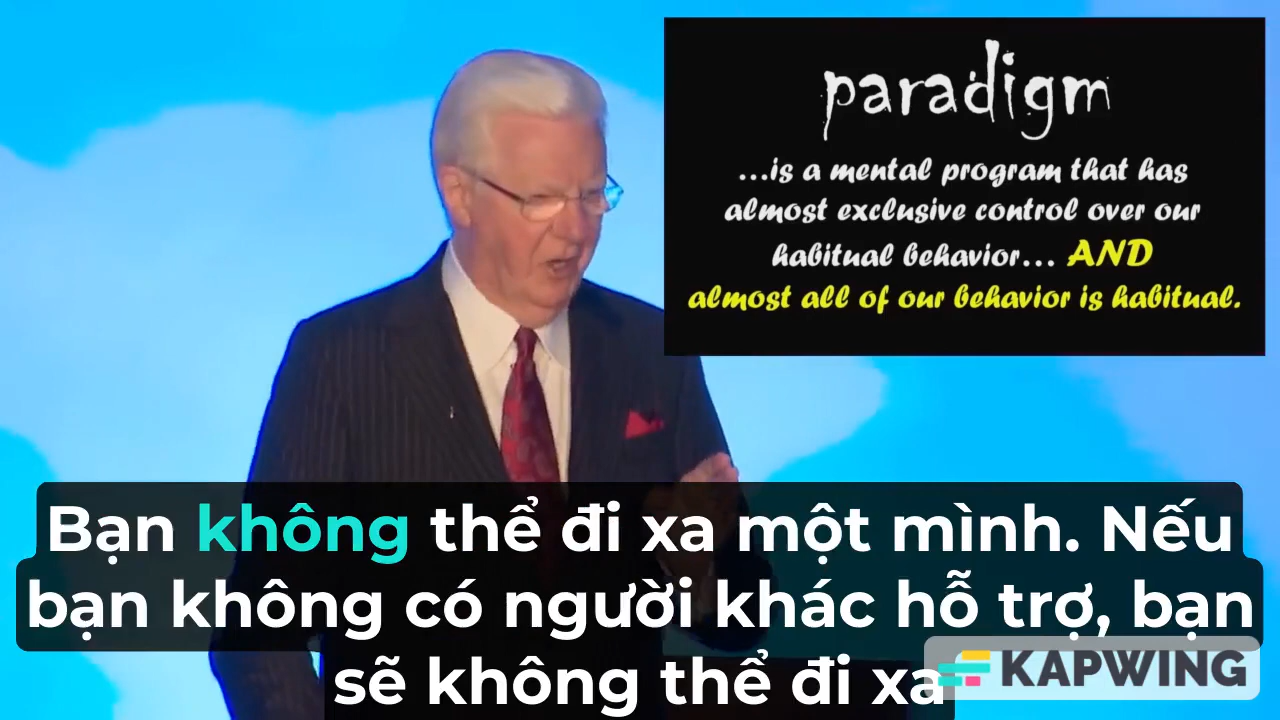 paradigm
...is a mental program that has
almost exclusive control over our
habitual behavior... AND
almost all of our behavior is habitual.
Bạn không thể đi xa một mình. Nếu
bạn không có người khác hỗ trợ, bạn
sẽ không thể đi xa
KAPWING